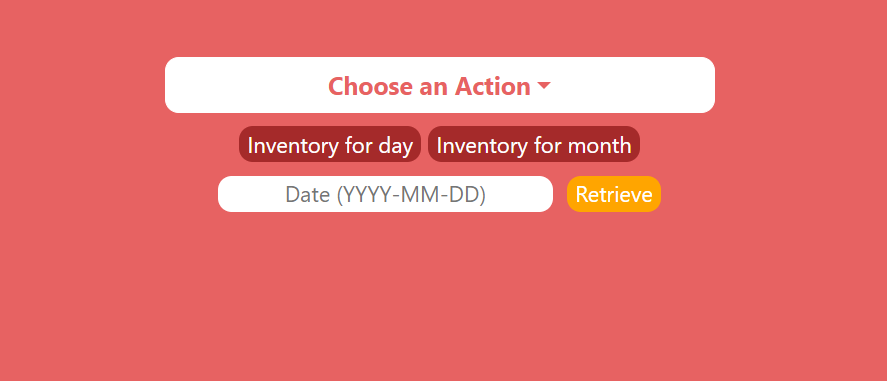 Choose an Action
Inventory for day Inventory for month
Date (YYYY-MM-DD) Retrieve